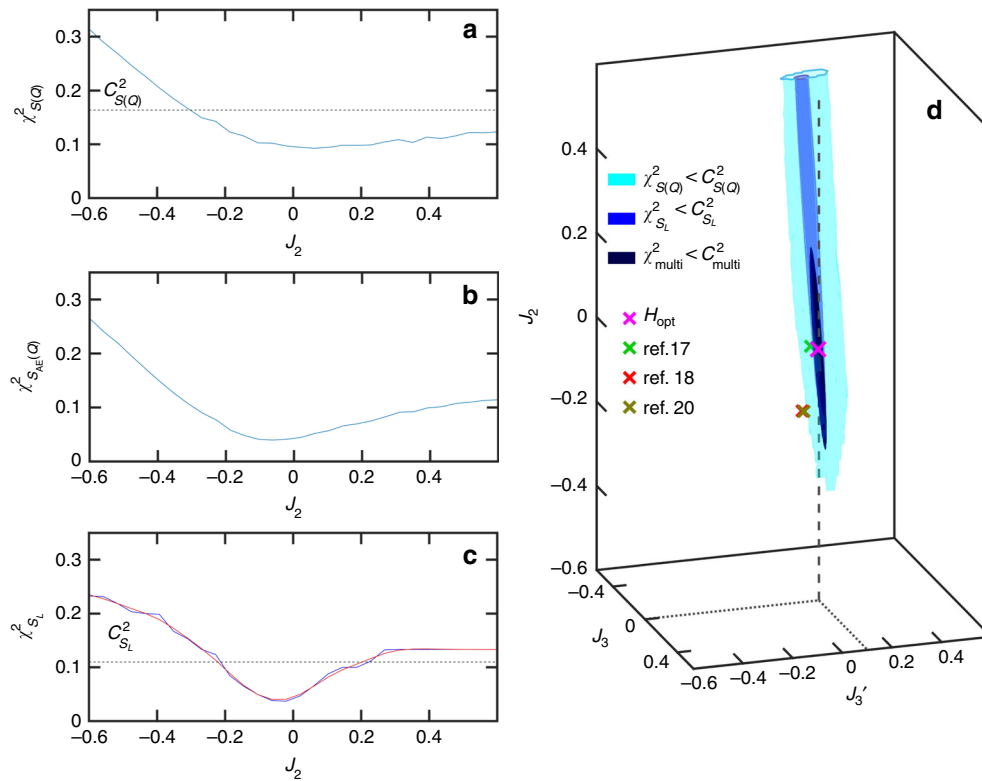 a
0.3
0.2
0.1
0
χ²S(Q)
C²S(Q)
–0.6 –0.4 –0.2 0 0.2 0.4
J2
b
0.3
0.2
0.1
0
χ²SAE(Q)
–0.6 –0.4 –0.2 0 0.2 0.4
J2
c
0.3
0.2
0.1
0
χ²SL
C²SL
–0.6 –0.4 –0.2 0 0.2 0.4
J2
d
0.4
0.2
0
–0.2
–0.4
–0.6
J2
χ²S(Q) < C²S(Q)
χ²SL < C²SL
χ²multi < C²multi
Hopt
ref.17
ref. 18
ref. 20
–0.4
0
0.4
J3
–0.6 –0.4 –0.2 0 0.2 0.4
J3′